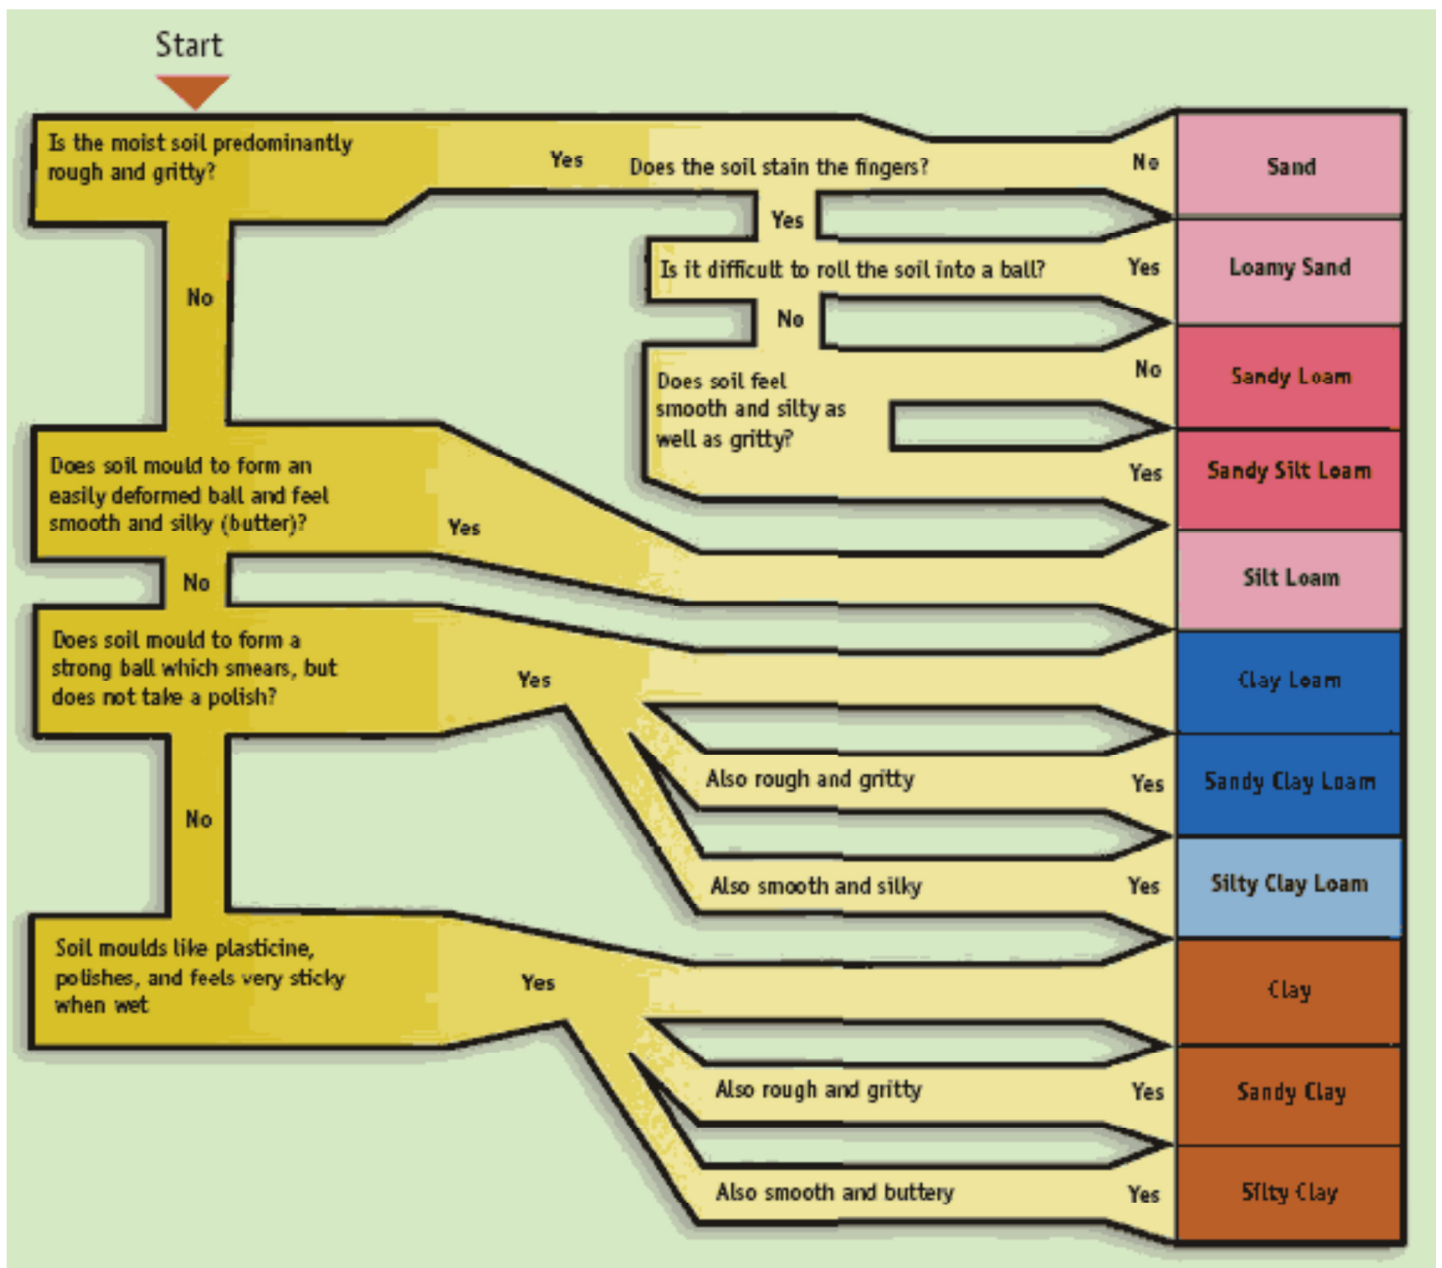 Start
Is the moist soil predominantly
rough and gritty?
Yes
Does the soil stain the fingers?
No
Sand
Yes
Is it difficult to roll the soil into a ball?
Yes
Loamy Sand
No
No
Does soil feel
smooth and silty as
well as gritty?
No
Sandy Loam
Yes
Sandy Silt Loam
Does soil mould to form an
easily deformed ball and feel
smooth and silky (butter)?
Yes
Silt Loam
No
Does soil mould to form a
strong ball which smears, but
does not take a polish?
Yes
Clay Loam
Also rough and gritty
Yes
Sandy Clay Loam
Also smooth and silky
Yes
Silty Clay Loam
No
Soil moulds like plasticine,
polishes, and feels very sticky
when wet
Yes
Clay
Also rough and gritty
Yes
Sandy Clay
Also smooth and buttery
Yes
Silty Clay